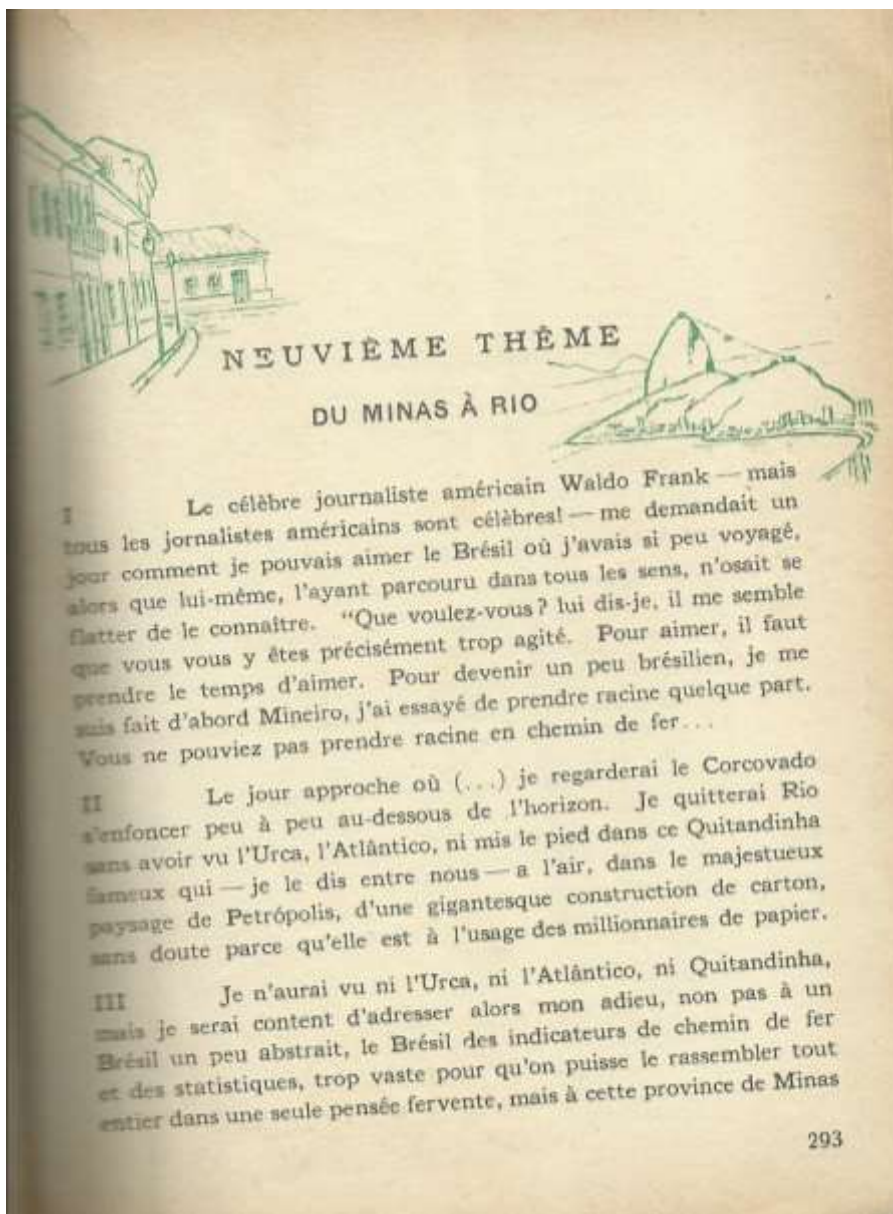 NEUVIÈME THÊME
DU MINAS À RIO
I Le célèbre journaliste américain Waldo Frank — mais
tous les jornalistes américains sont célèbres! — me demandait un
jour comment je pouvais aimer le Brésil où j'avais si peu voyagé,
alors que lui-même, l'ayant parcouru dans tous les sens, n'osait se
flatter de le connaître. "Que voulez-vous? lui dis-je, il me semble
que vous vous y êtes précisément trop agité. Pour aimer, il faut
prendre le temps d'aimer. Pour devenir un peu brésilien, je me
suis fait d'abord Mineiro, j'ai essayé de prendre racine quelque part.
Vous ne pouviez pas prendre racine en chemin de fer...
II Le jour approche où (...) je regarderai le Corcovado
s'enfoncer peu à peu au-dessous de l'horizon. Je quitterai Rio
sans avoir vu l'Urca, l'Atlântico, ni mis le pied dans ce Quitandinha
fameux qui — je le dis entre nous — a l'air, dans le majestueux
paysage de Petrópolis, d'une gigantesque construction de carton,
sans doute parce qu'elle est à l'usage des millionnaires de papier.
III Je n'aurai vu ni l'Urca, ni l'Atlântico, ni Quitandinha,
mais je serai content d'adresser alors mon adieu, non pas à un
Brésil un peu abstrait, le Brésil des indicateurs de chemin de fer
et des statistiques, trop vaste pour qu'on puisse le rassembler tout
entier dans une seule pensée fervente, mais à cette province de Minas
293